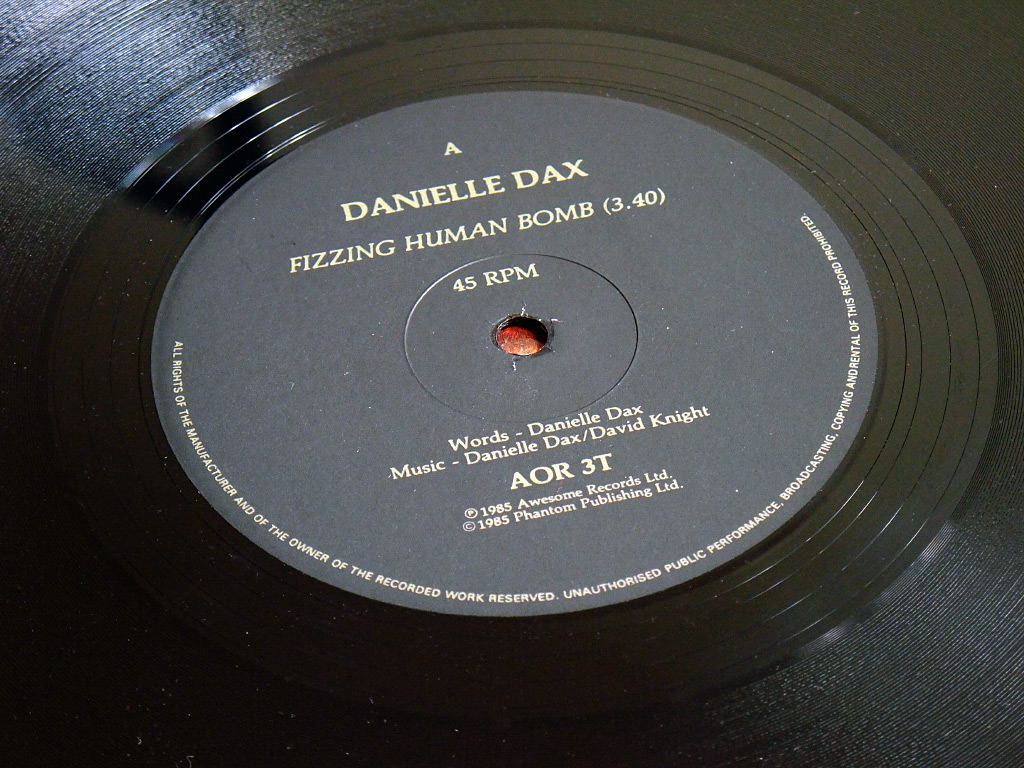 A
DANIELLE DAX
FIZZING HUMAN BOMB (3.40)
45 RPM
Words - Danielle Dax
Music - Danielle Dax/David Knight
AOR 3T
℗ 1985 Awesome Records Ltd.
© 1985 Phantom Publishing Ltd.
ALL RIGHTS OF THE MANUFACTURER AND OF THE OWNER OF THE RECORDED WORK RESERVED. UNAUTHORISED PUBLIC PERFORMANCE, BROADCASTING, COPYING ANDRENTAL OF THIS RECORD PROHIBITED.